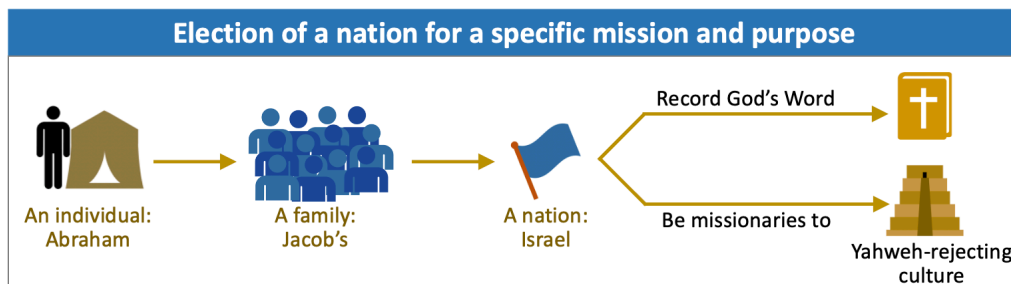 Election of a nation for a specific mission and purpose
Record God's Word
An individual:
Abraham
A family:
Jacob's
A nation:
Israel
Be missionaries to
Yahweh-rejecting
culture